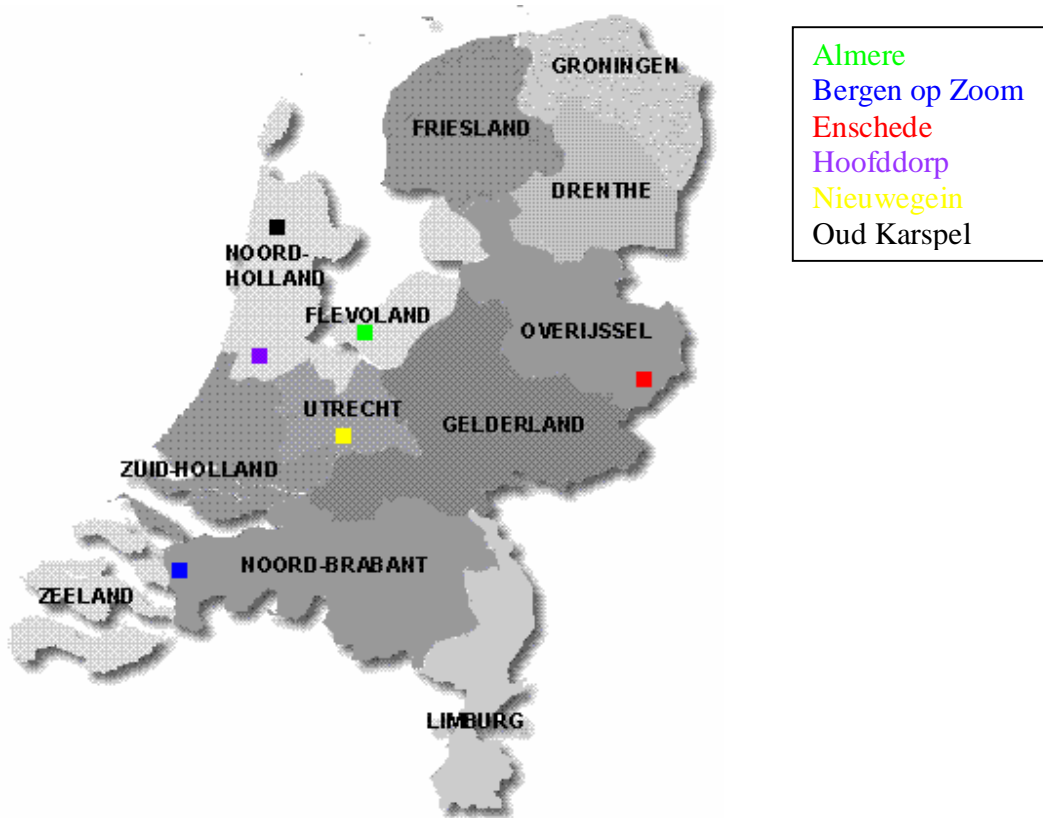 GRONINGEN
FRIESLAND
DRENTHE
NOORD-
HOLLAND
FLEVOLAND
OVERIJSSEL
UTRECHT
GELDERLAND
ZUID-HOLLAND
NOORD-BRABANT
ZEELAND
LIMBURG
Almere
Bergen op Zoom
Enschede
Hoofddorp
Nieuwegein
Oud Karspel